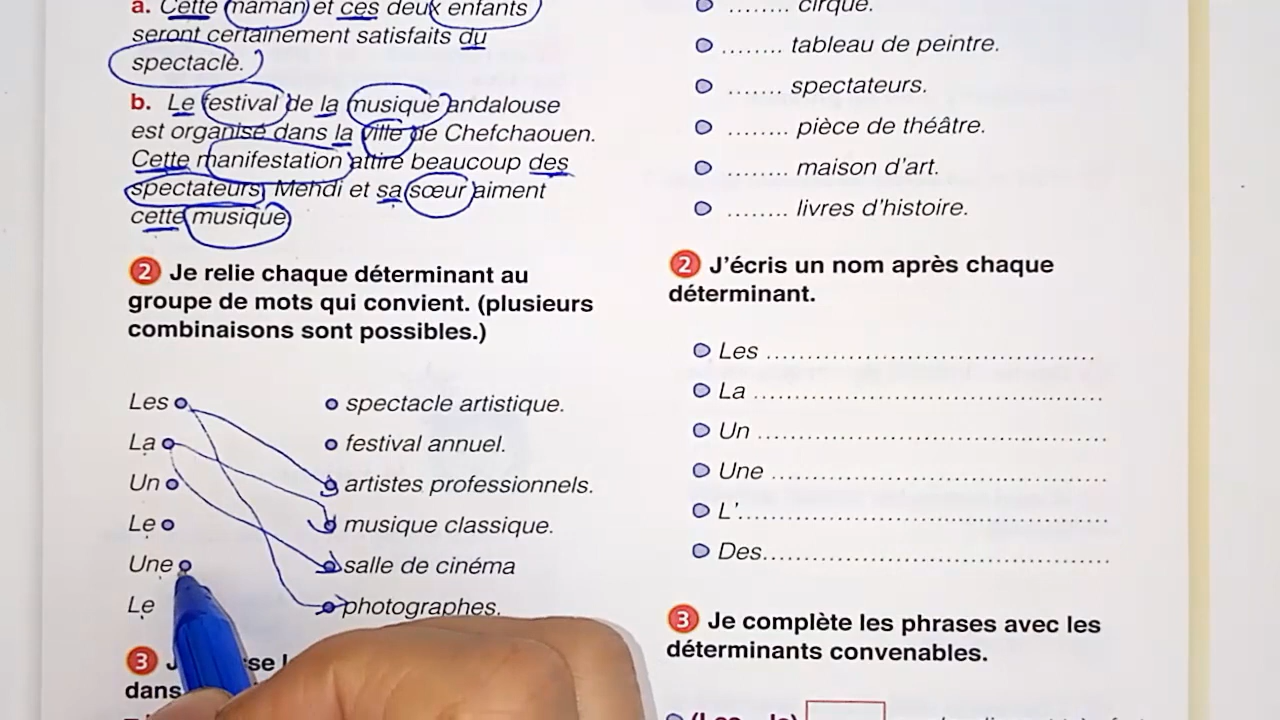 a. Cette maman et ces deux enfants
seront certainement satisfaits du
spectacle.
b. Le festival de la musique andalouse
est organisé dans la ville de Chefchaouen.
Cette manifestation attire beaucoup des
spectateurs. Mehdi et sa sœur aiment
cette musique
2 Je relie chaque déterminant au
groupe de mots qui convient. (plusieurs
combinaisons sont possibles.)
Les spectacle artistique.
La festival annuel.
Un artistes professionnels.
Le musique classique.
Une salle de cinéma
Le photographes.
3
dans
........ cirque.
........ tableau de peintre.
....... spectateurs.
........ pièce de théâtre.
........ maison d'art.
........ livres d'histoire.
2 J'écris un nom après chaque
déterminant.
Les ........................................
La ...........................................
Un ...........................................
Une .........................................
L'.............................................
Des...........................................
3 Je complète les phrases avec les
déterminants convenables.